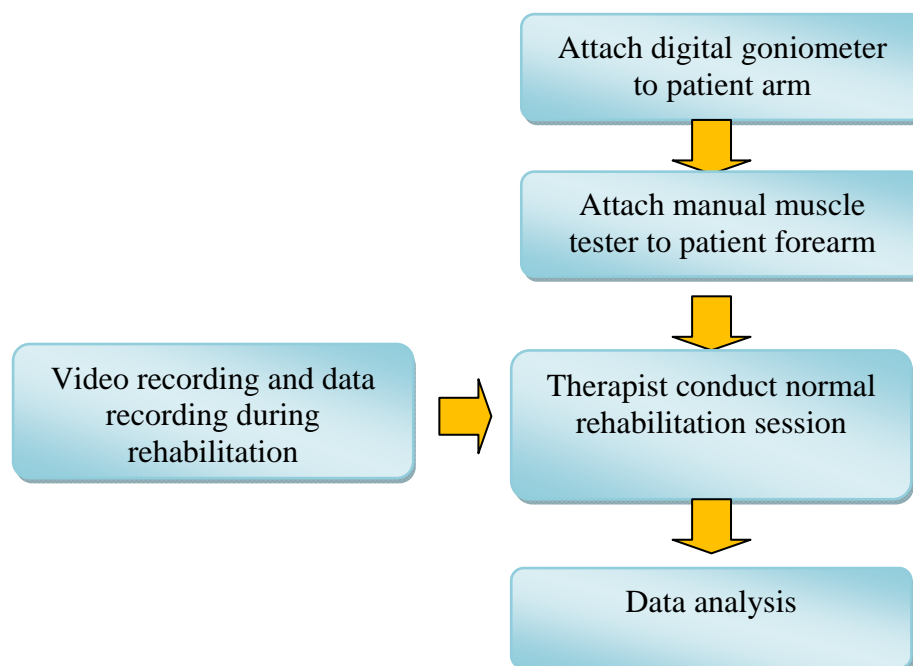 Attach digital goniometer
to patient arm
Attach manual muscle
tester to patient forearm
Video recording and data
recording during
rehabilitation
Therapist conduct normal
rehabilitation session
Data analysis